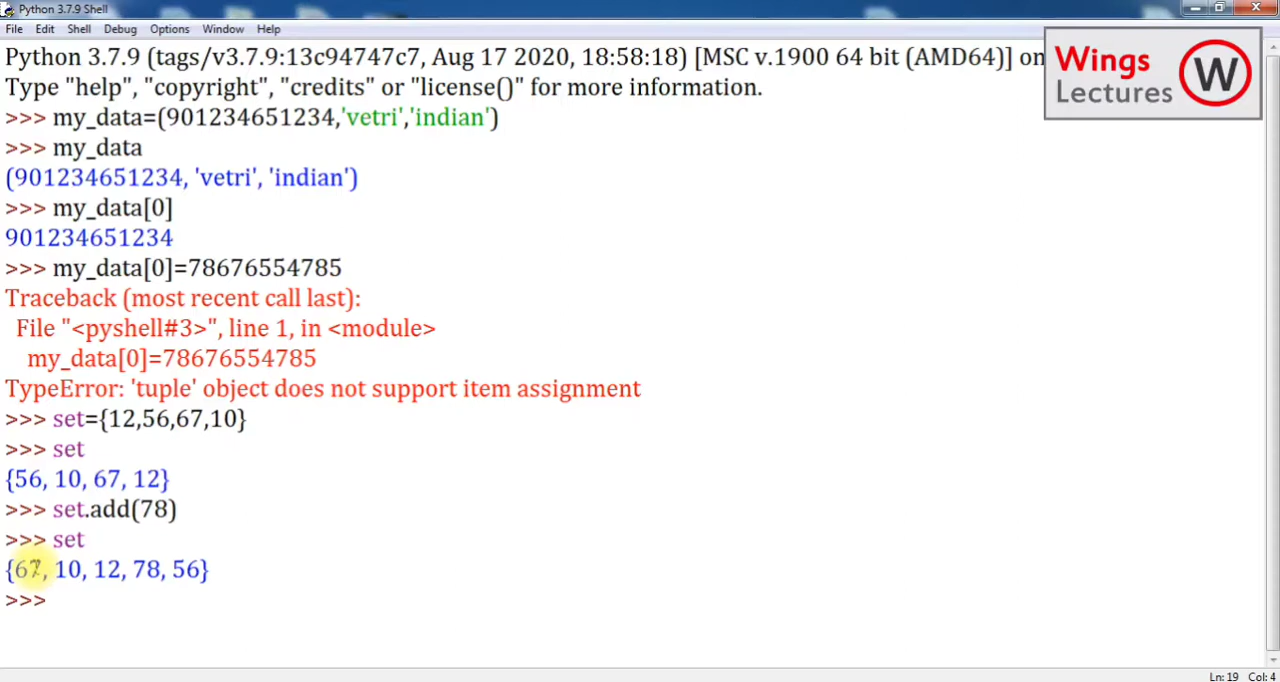 Python 3.7.9 Shell
File Edit Shell Debug Options Window Help
Python 3.7.9 (tags/v3.7.9:13c94747c7, Aug 17 2020, 18:58:18) [MSC v.1900 64 bit (AMD64)] on
Type "help", "copyright", "credits" or "license()" for more information.
>>> my_data=(901234651234,'vetri','indian')
>>> my_data
(901234651234, 'vetri', 'indian')
>>> my_data[0]
901234651234
>>> my_data[0]=78676554785
Traceback (most recent call last):
File "<pyshell#3>", line 1, in <module>
my_data[0]=78676554785
TypeError: 'tuple' object does not support item assignment
>>> set={12,56,67,10}
>>> set
{56, 10, 67, 12}
>>> set.add(78)
>>> set
{67, 10, 12, 78, 56}
>>>
Wings
Lectures
W
Ln: 19 Col: 4